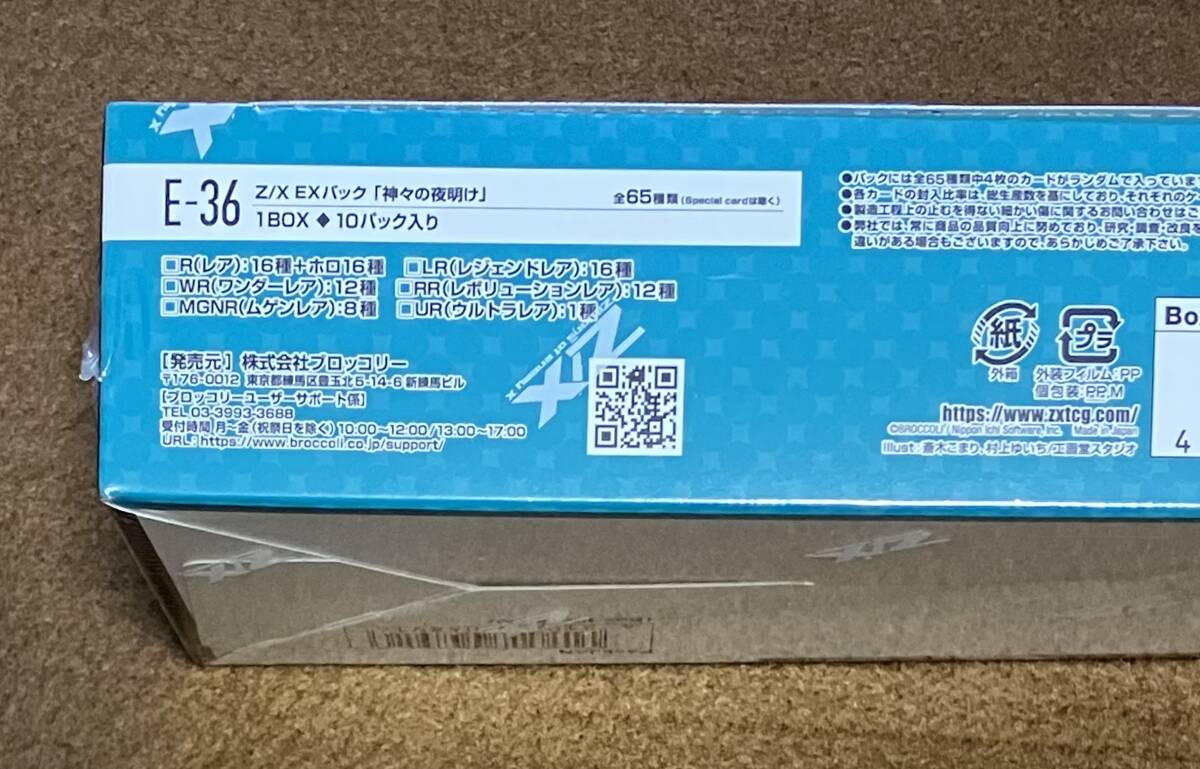 E-36
Z/X EXパック「神々の夜明け」
全65種類(Special cardは除く)
1BOX ◆ 10パック入り
■R(レア):16種+ホロ16種 ■LR(レジェンドレア):16種
■WR(ワンダーレア):12種 ■RR(レボリューションレア):12種
■MGNR(ムゲンレア):8種 ■UR(ウルトラレア):1種
[発売元] 株式会社ブロッコリー
〒176-0012 東京都練馬区豊玉北5-14-6 新練馬ビル
[ブロッコリーユーザーサポート係]
TEL 03-3993-3688
受付時間 月〜金(祝祭日を除く) 10:00~12:00/13:00~17:00
URL:https://www.broccoli.co.jp/support/
●パックには全65種類中4枚のカードがランダムで入っています
●各カードの封入比率は、総生産数を基にしており、それぞれのケ
●製造工程上の止むを得ない細かい傷に関するお問い合わせはご
●弊社では、常に商品の品質向上に努めており、研究・調査・改良を
違いがある場合もございますので、あらかじめご了承下さい。
紙
外箱
プラ
外装フィルム:PP
個包装:PP,M
https://www.zxtcg.com/
©BROCCOLI / Nippon Ichi Software, Inc. Made in Japan
Illust:斎木こまり、村上ゆいち/工画堂スタジオ
Bo
4
Z/X